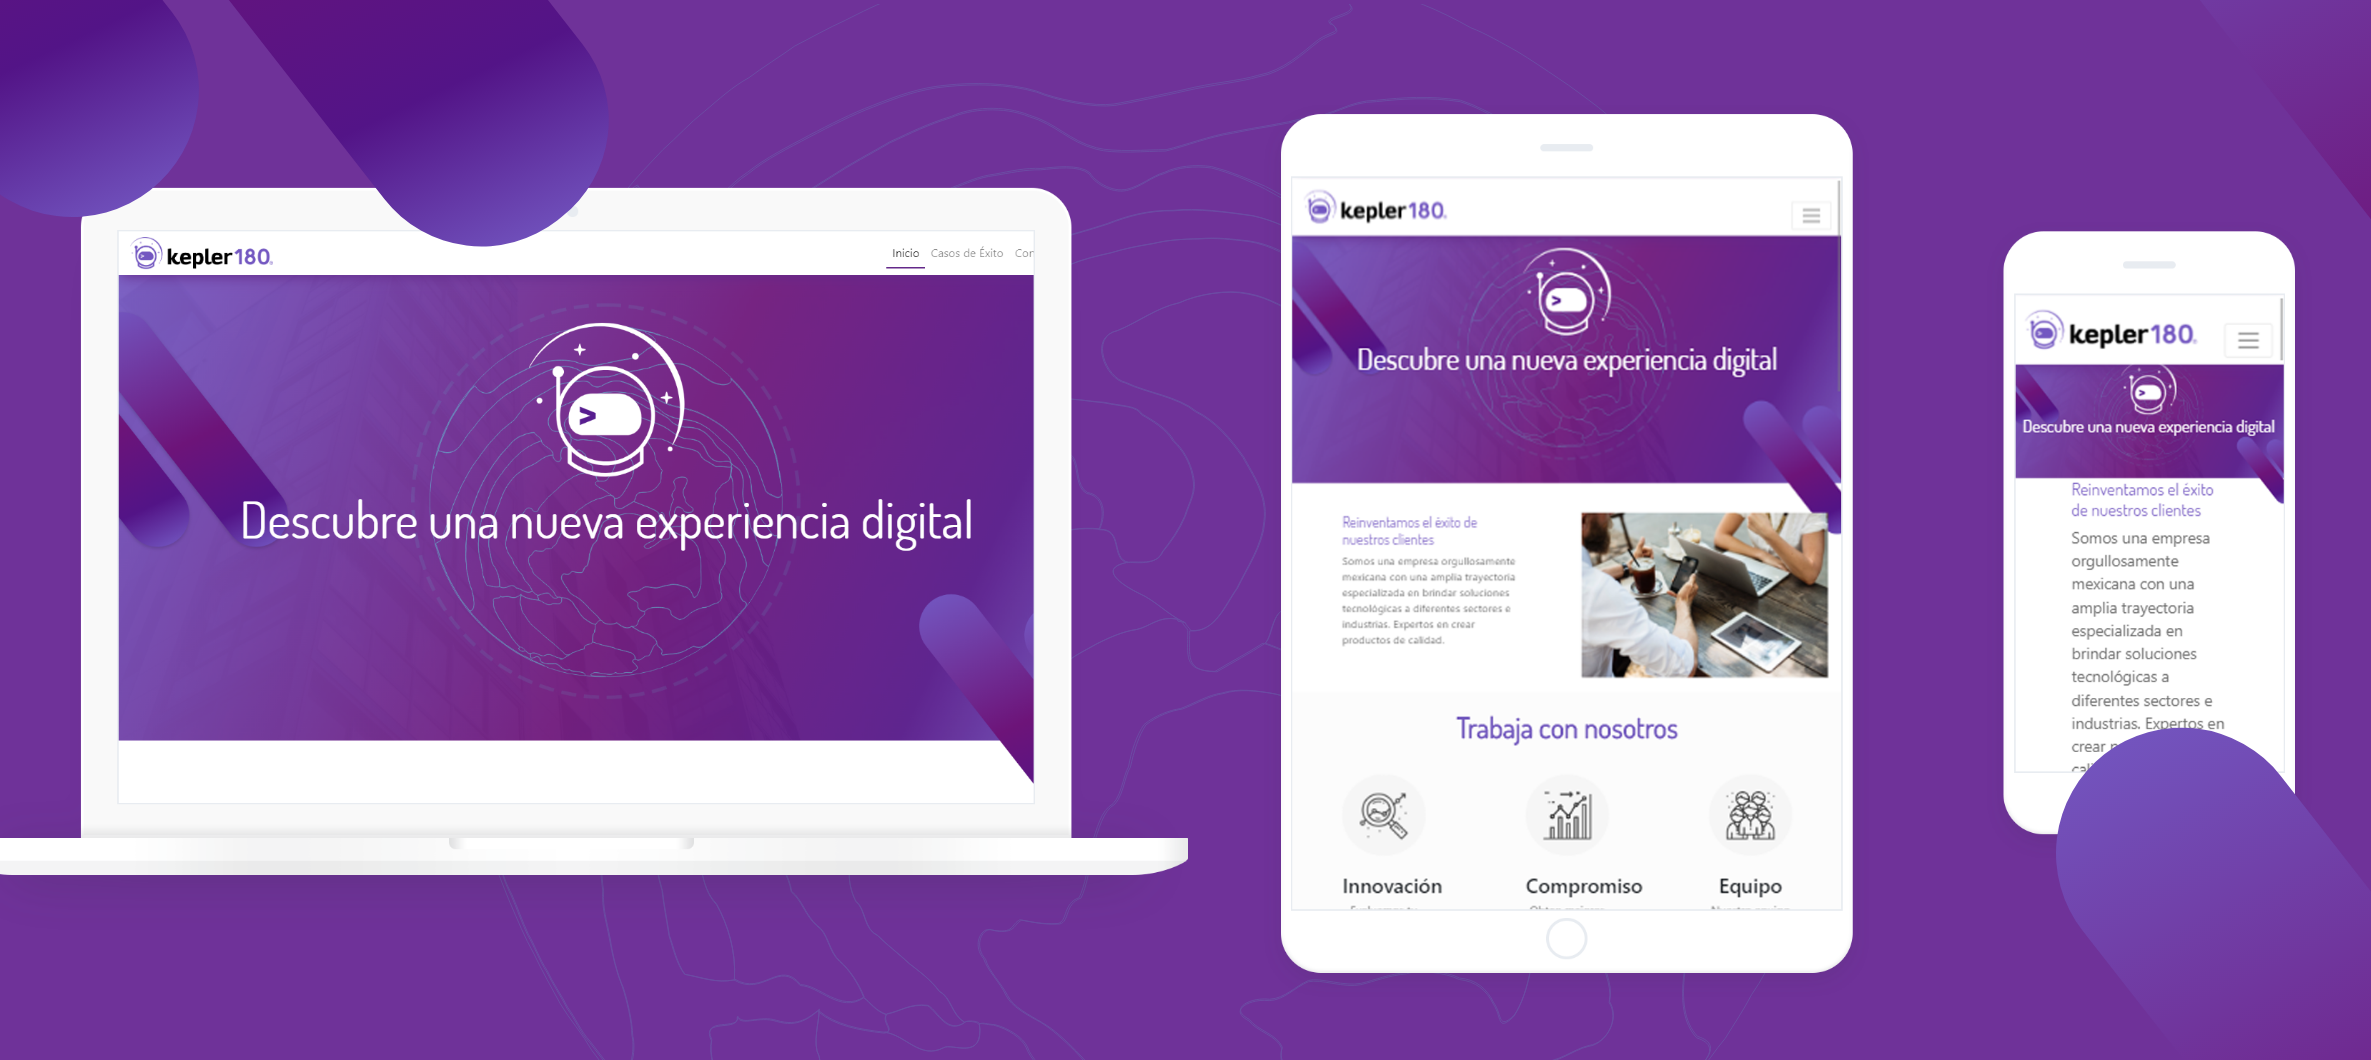 kepler180
Inicio Casos de Éxito
>
Descubre una nueva experiencia digital
kepler180
>
Descubre una nueva experiencia digital
Reinventamos el éxito de
nuestros clientes
Somos una empresa orgullosamente
mexicana con una amplia trayectoria
especializada en brindar soluciones
tecnológicas a diferentes sectores e
industrias. Expertos en crear
productos de calidad.
Trabaja con nosotros
Innovación Compromiso Equipo
kepler180
>
Descubre una nueva experiencia digital
Reinventamos el éxito
de nuestros clientes
Somos una empresa
orgullosamente
mexicana con una
amplia trayectoria
especializada en
brindar soluciones
tecnológicas a
diferentes sectores e
industrias. Expertos en
crear